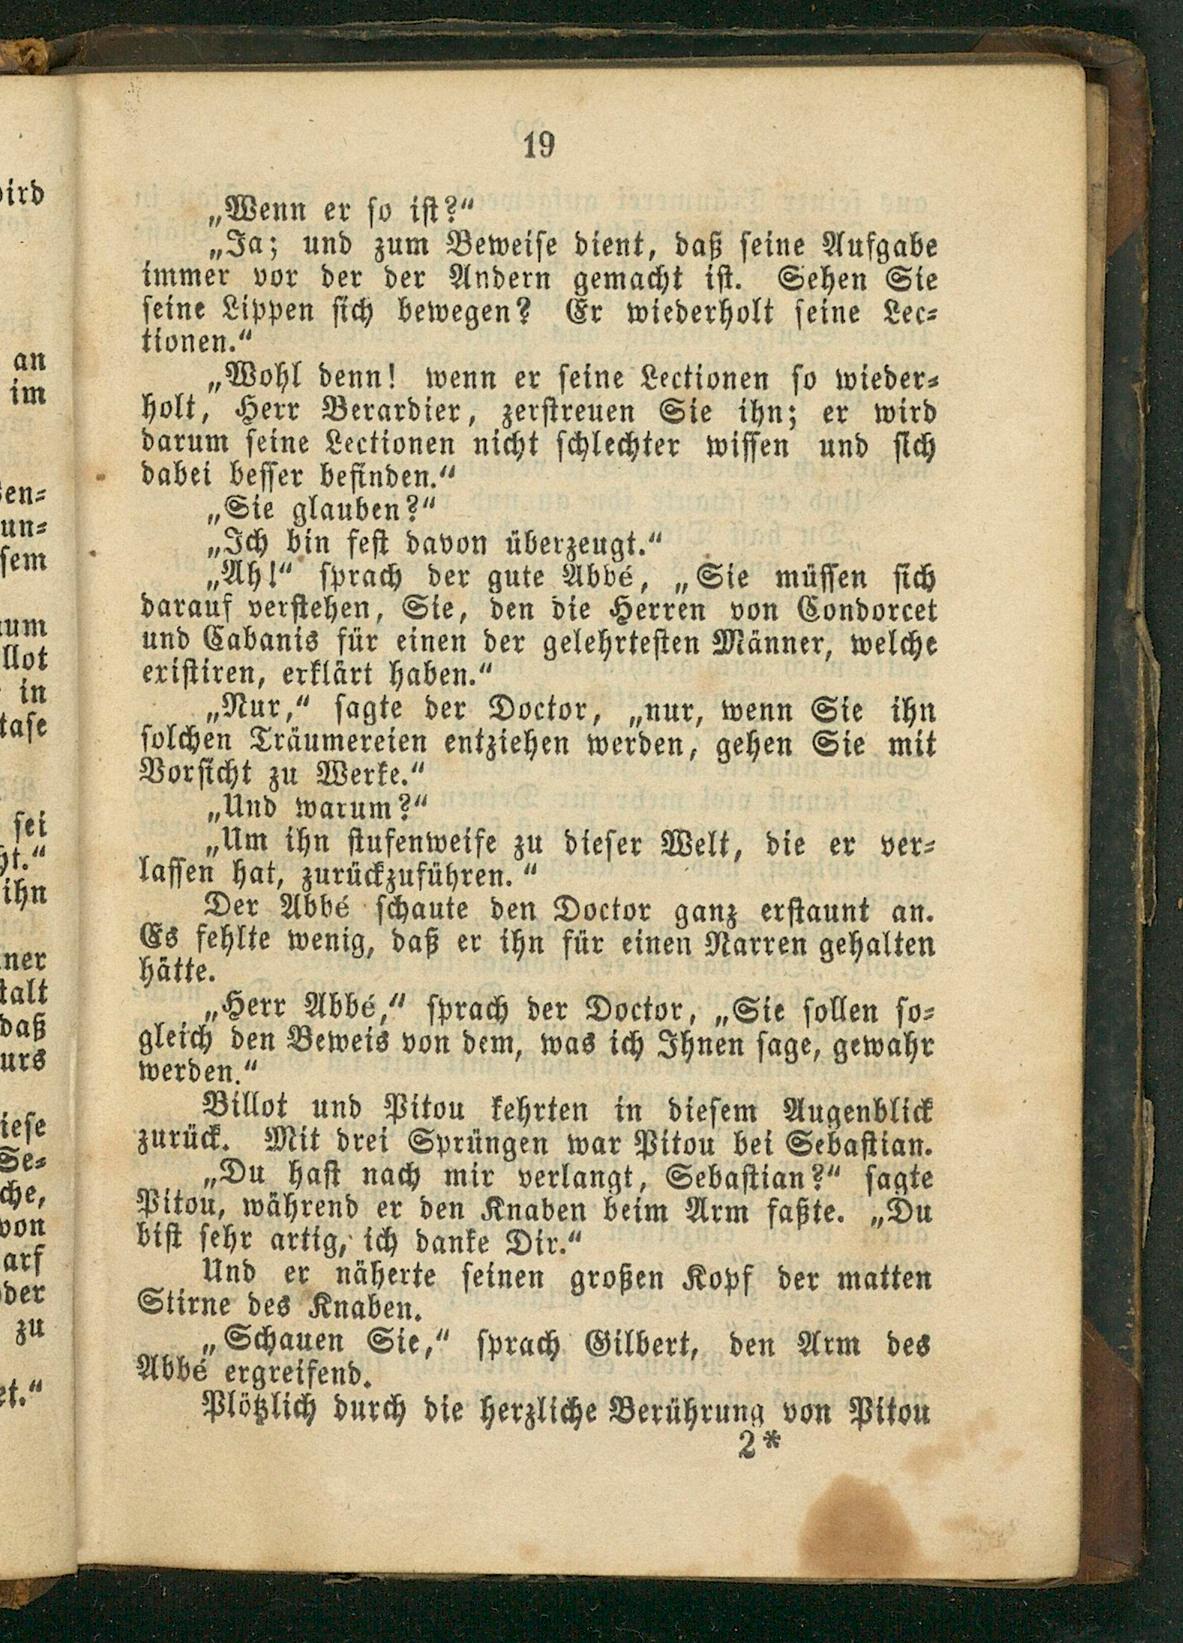 19
„Wenn er so ist?“
„Ja; und zum Beweise dient, daß seine Aufgabe
immer vor der der Andern gemacht ist. Sehen Sie
seine Lippen sich bewegen? Er wiederholt seine Lec-
tionen.“
„Wohl denn! wenn er seine Lectionen so wieder-
holt, Herr Berardier, zerstreuen Sie ihn; er wird
darum seine Lectionen nicht schlechter wissen und sich
dabei besser befinden.“
„Sie glauben?“
„Ich bin fest davon überzeugt.“
„Ah!“ sprach der gute Abbé, „Sie müssen sich
darauf verstehen, Sie, den die Herren von Condorcet
und Cabanis für einen der gelehrtesten Männer, welche
existiren, erklärt haben.“
„Nur,“ sagte der Doctor, „nur, wenn Sie ihn
solchen Träumereien entziehen werden, gehen Sie mit
Vorsicht zu Werke.“
„Und warum?“
„Um ihn stufenweise zu dieser Welt, die er ver-
lassen hat, zurückzuführen.“
Der Abbé schaute den Doctor ganz erstaunt an.
Es fehlte wenig, daß er ihn für einen Narren gehalten
hätte.
„Herr Abbé,“ sprach der Doctor, „Sie sollen so-
gleich den Beweis von dem, was ich Ihnen sage, gewahr
werden.“
Billot und Pitou kehrten in diesem Augenblick
zurück. Mit drei Sprüngen war Pitou bei Sebastian.
„Du hast nach mir verlangt, Sebastian?“ sagte
Pitou, während er den Knaben beim Arm faßte. „Du
bist sehr artig, ich danke Dir.“
Und er näherte seinen großen Kopf der matten
Stirne des Knaben.
„Schauen Sie,“ sprach Gilbert, den Arm des
Abbé ergreifend.
Plötzlich durch die herzliche Berührung von Pitou
2*